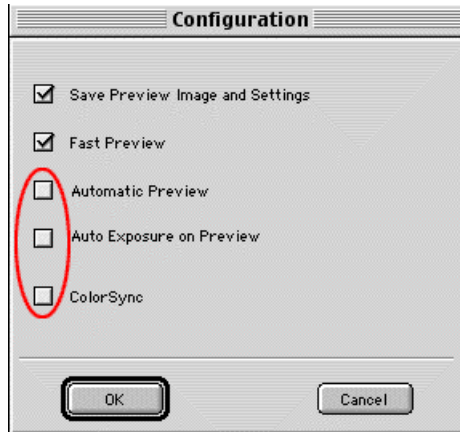 Configuration
Save Preview Image and Settings
Fast Preview
Automatic Preview
Auto Exposure on Preview
ColorSync
OK
Cancel